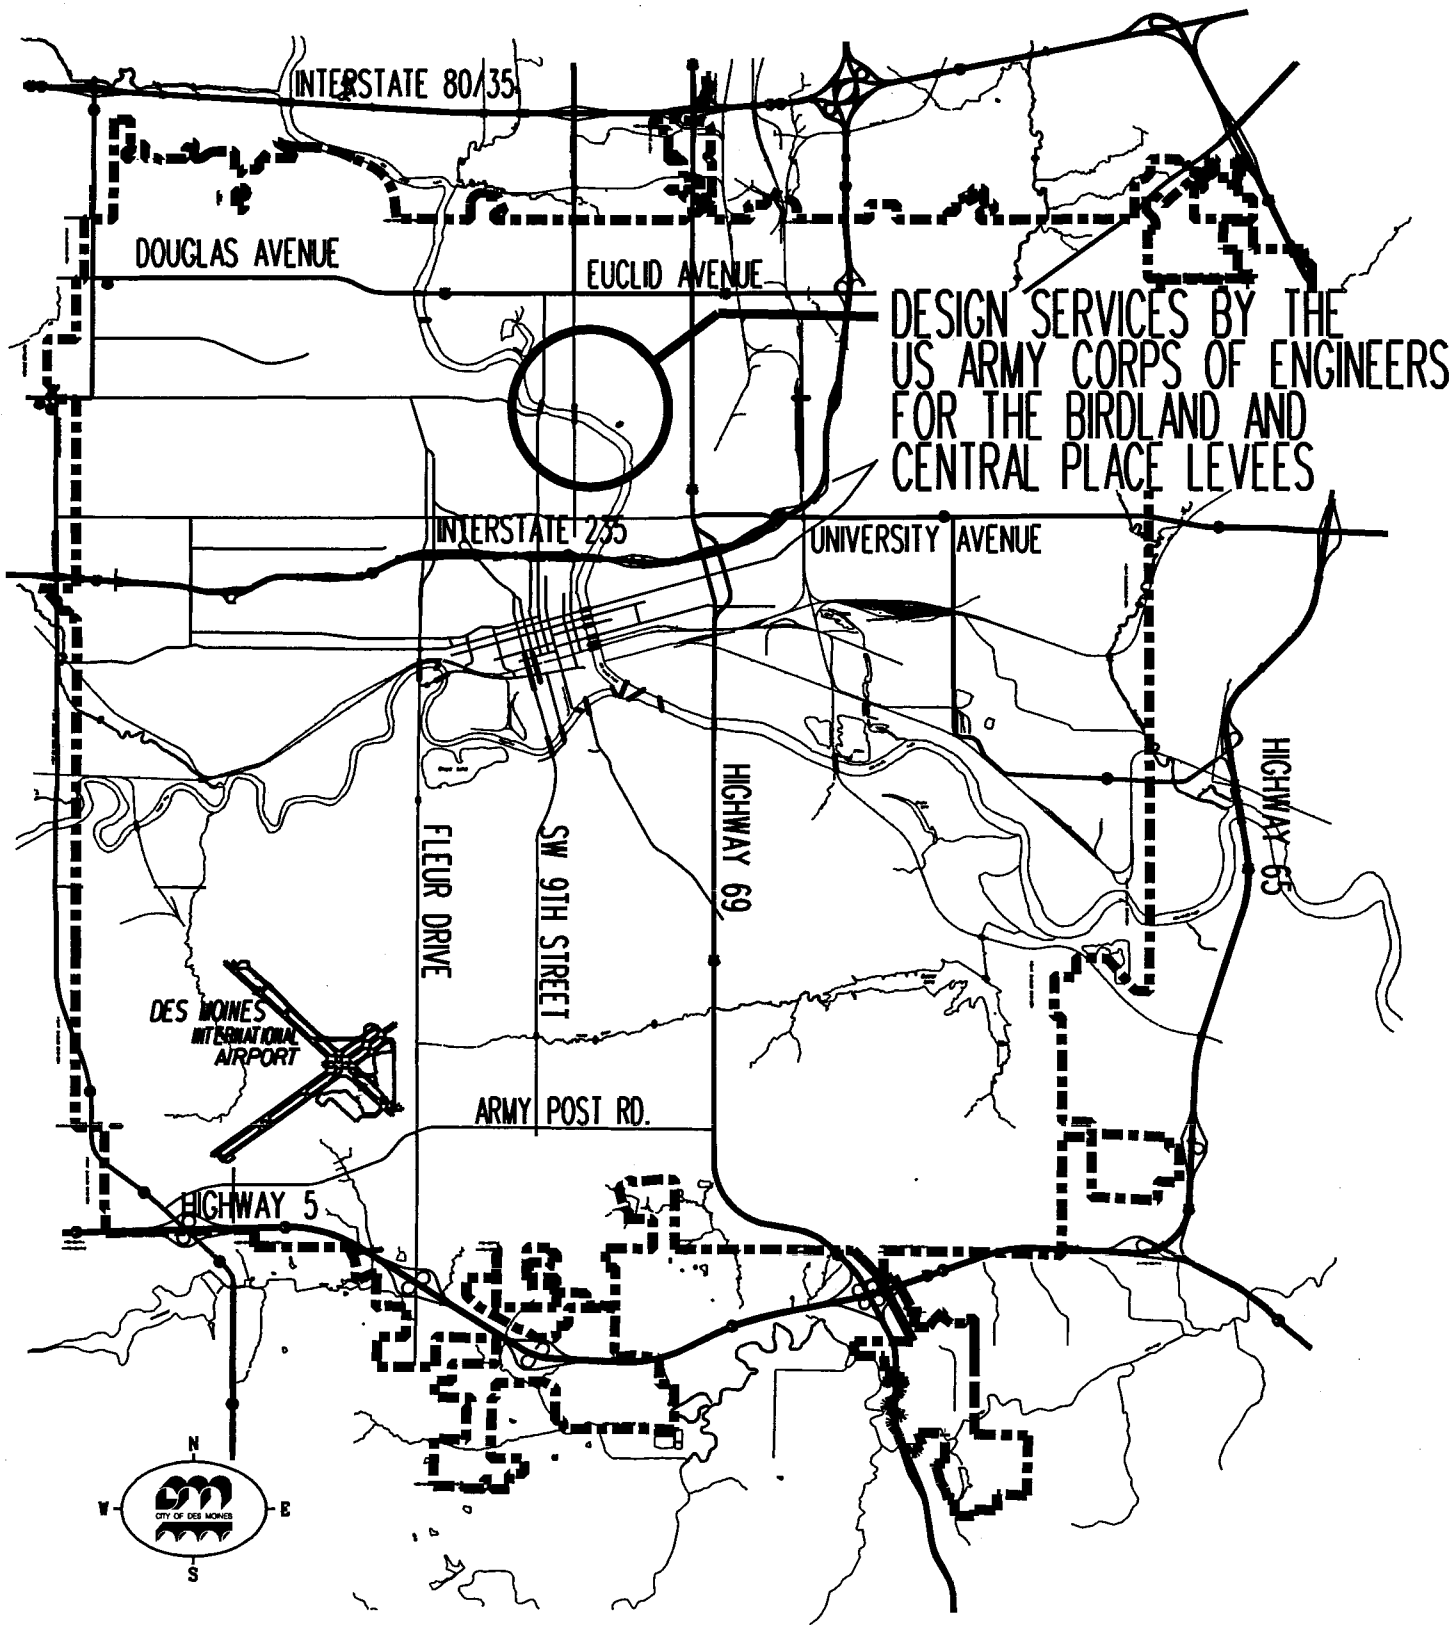 INTERSTATE 80/35
DOUGLAS AVENUE
EUCLID AVENUE
DESIGN SERVICES BY THE
US ARMY CORPS OF ENGINEERS
FOR THE BIRDLAND AND
CENTRAL PLACE LEVEES
INTERSTATE 235
UNIVERSITY AVENUE
HIGHWAY 65
HIGHWAY 69
FLEUR DRIVE
SW 9TH STREET
DES MOINES
INTERNATIONAL
AIRPORT
ARMY POST RD.
HIGHWAY 5
N
W
E
CITY OF DES MOINES
S